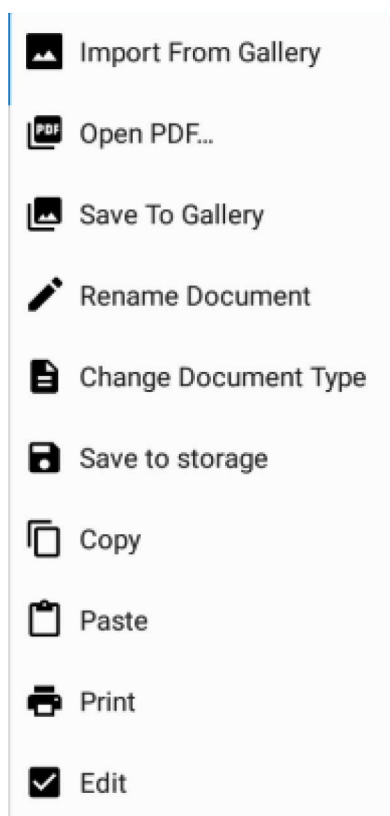 Import From Gallery
PDF
Open PDF...
Save To Gallery
Rename Document
Change Document Type
Save to storage
Copy
Paste
Print
Edit